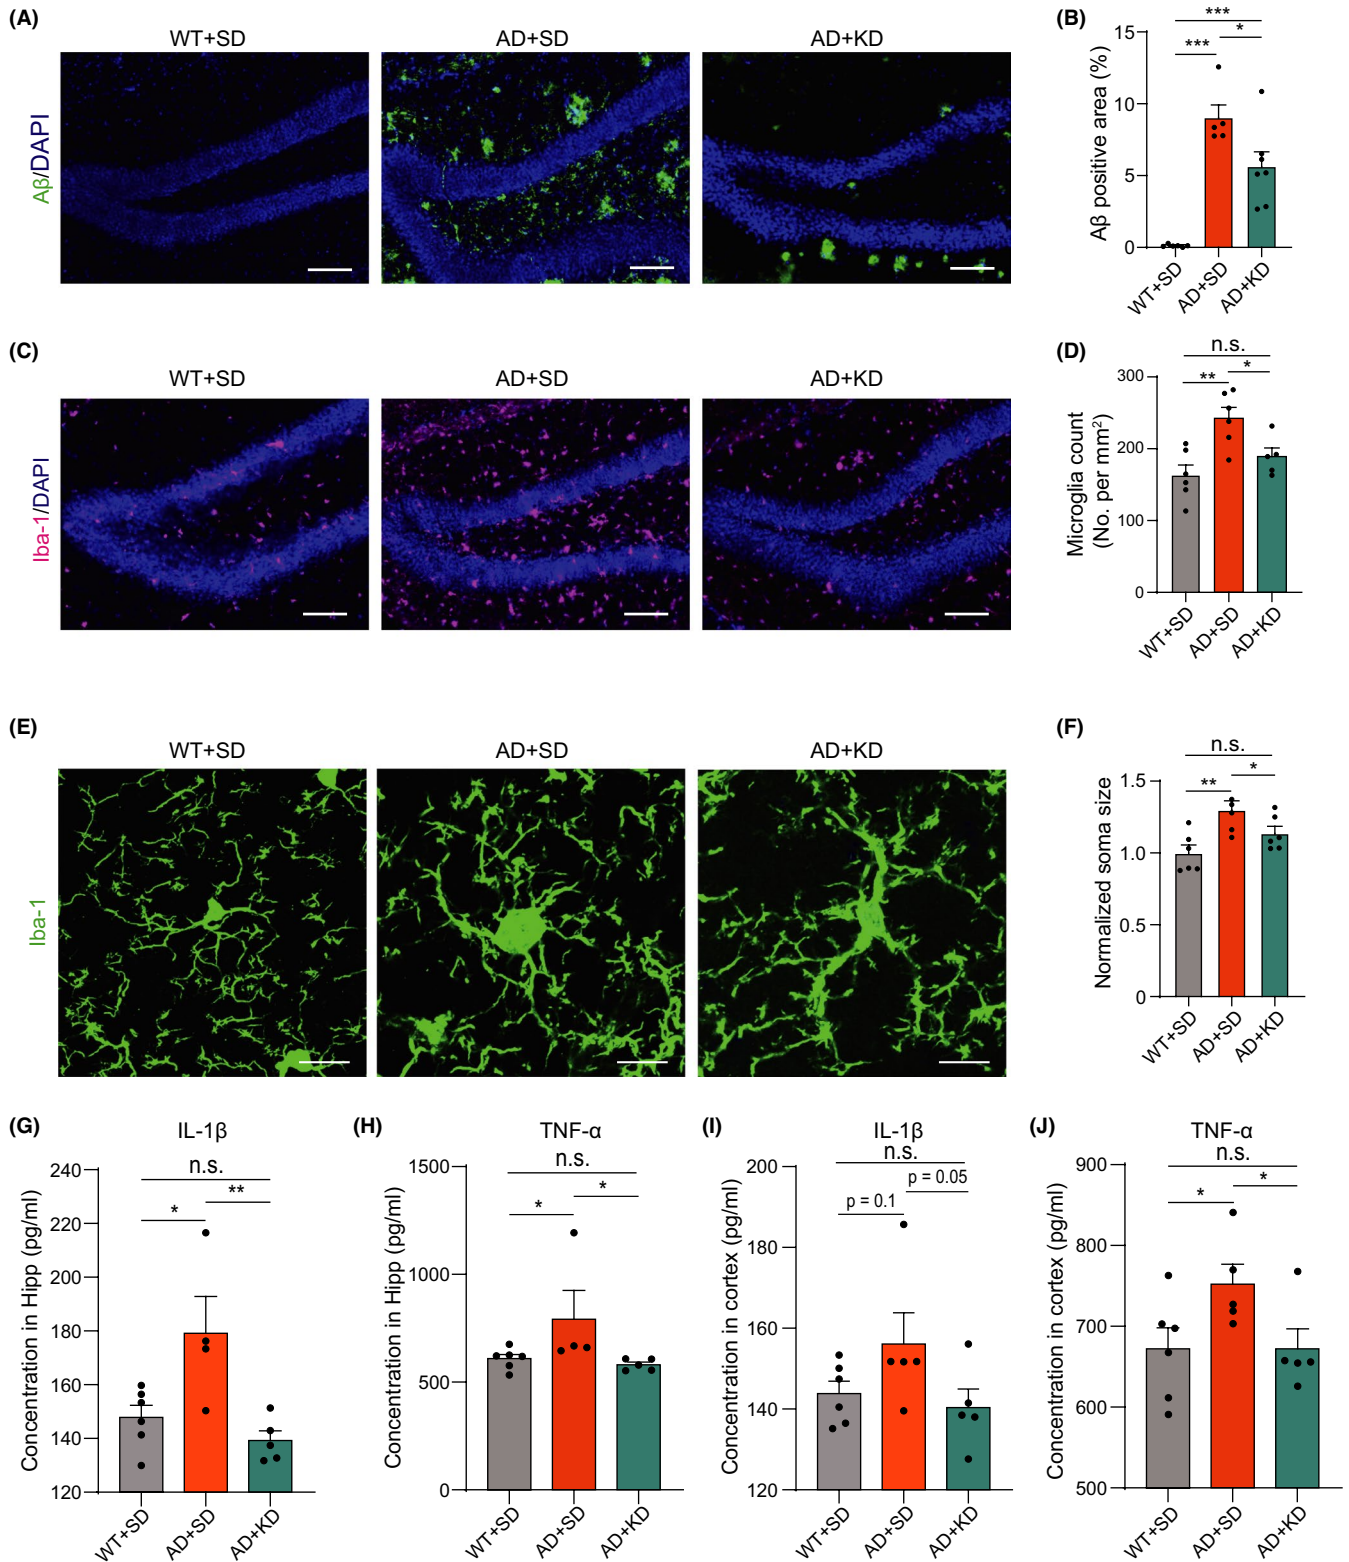 (A)
WT+SD
AD+SD
AD+KD
Aβ/DAPI
(B)
***
*
***
Aβ positive area (%)
15
10
5
0
WT+SD
AD+SD
AD+KD
(C)
WT+SD
AD+SD
AD+KD
Iba-1/DAPI
(D)
n.s.
*
**
Microglia count
(No. per mm²)
300
200
100
0
WT+SD
AD+SD
AD+KD
(E)
WT+SD
AD+SD
AD+KD
Iba-1
(F)
n.s.
*
**
Normalized soma size
1.5
1.0
0.5
0
WT+SD
AD+SD
AD+KD
(G)
IL-1β
n.s.
**
*
Concentration in Hipp (pg/ml)
240
220
200
180
160
140
120
WT+SD
AD+SD
AD+KD
(H)
TNF-α
n.s.
*
*
Concentration in Hipp (pg/ml)
1500
1000
500
0
WT+SD
AD+SD
AD+KD
(I)
IL-1β
n.s.
p = 0.05
p = 0.1
Concentration in cortex (pg/ml)
200
180
160
140
120
WT+SD
AD+SD
AD+KD
(J)
TNF-α
n.s.
*
*
Concentration in cortex (pg/ml)
900
800
700
600
500
WT+SD
AD+SD
AD+KD